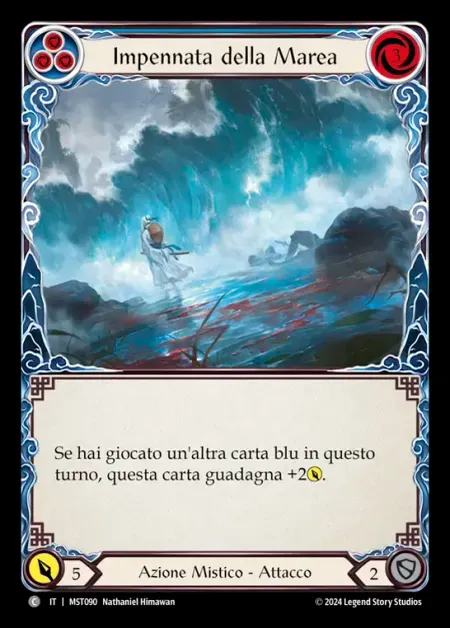 Impennata della Marea
3
Se hai giocato un'altra carta blu in questo
turno, questa carta guadagna +2.
5
Azione Mistico - Attacco
2
C IT | MST090 Nathaniel Himawan
© 2024 Legend Story Studios